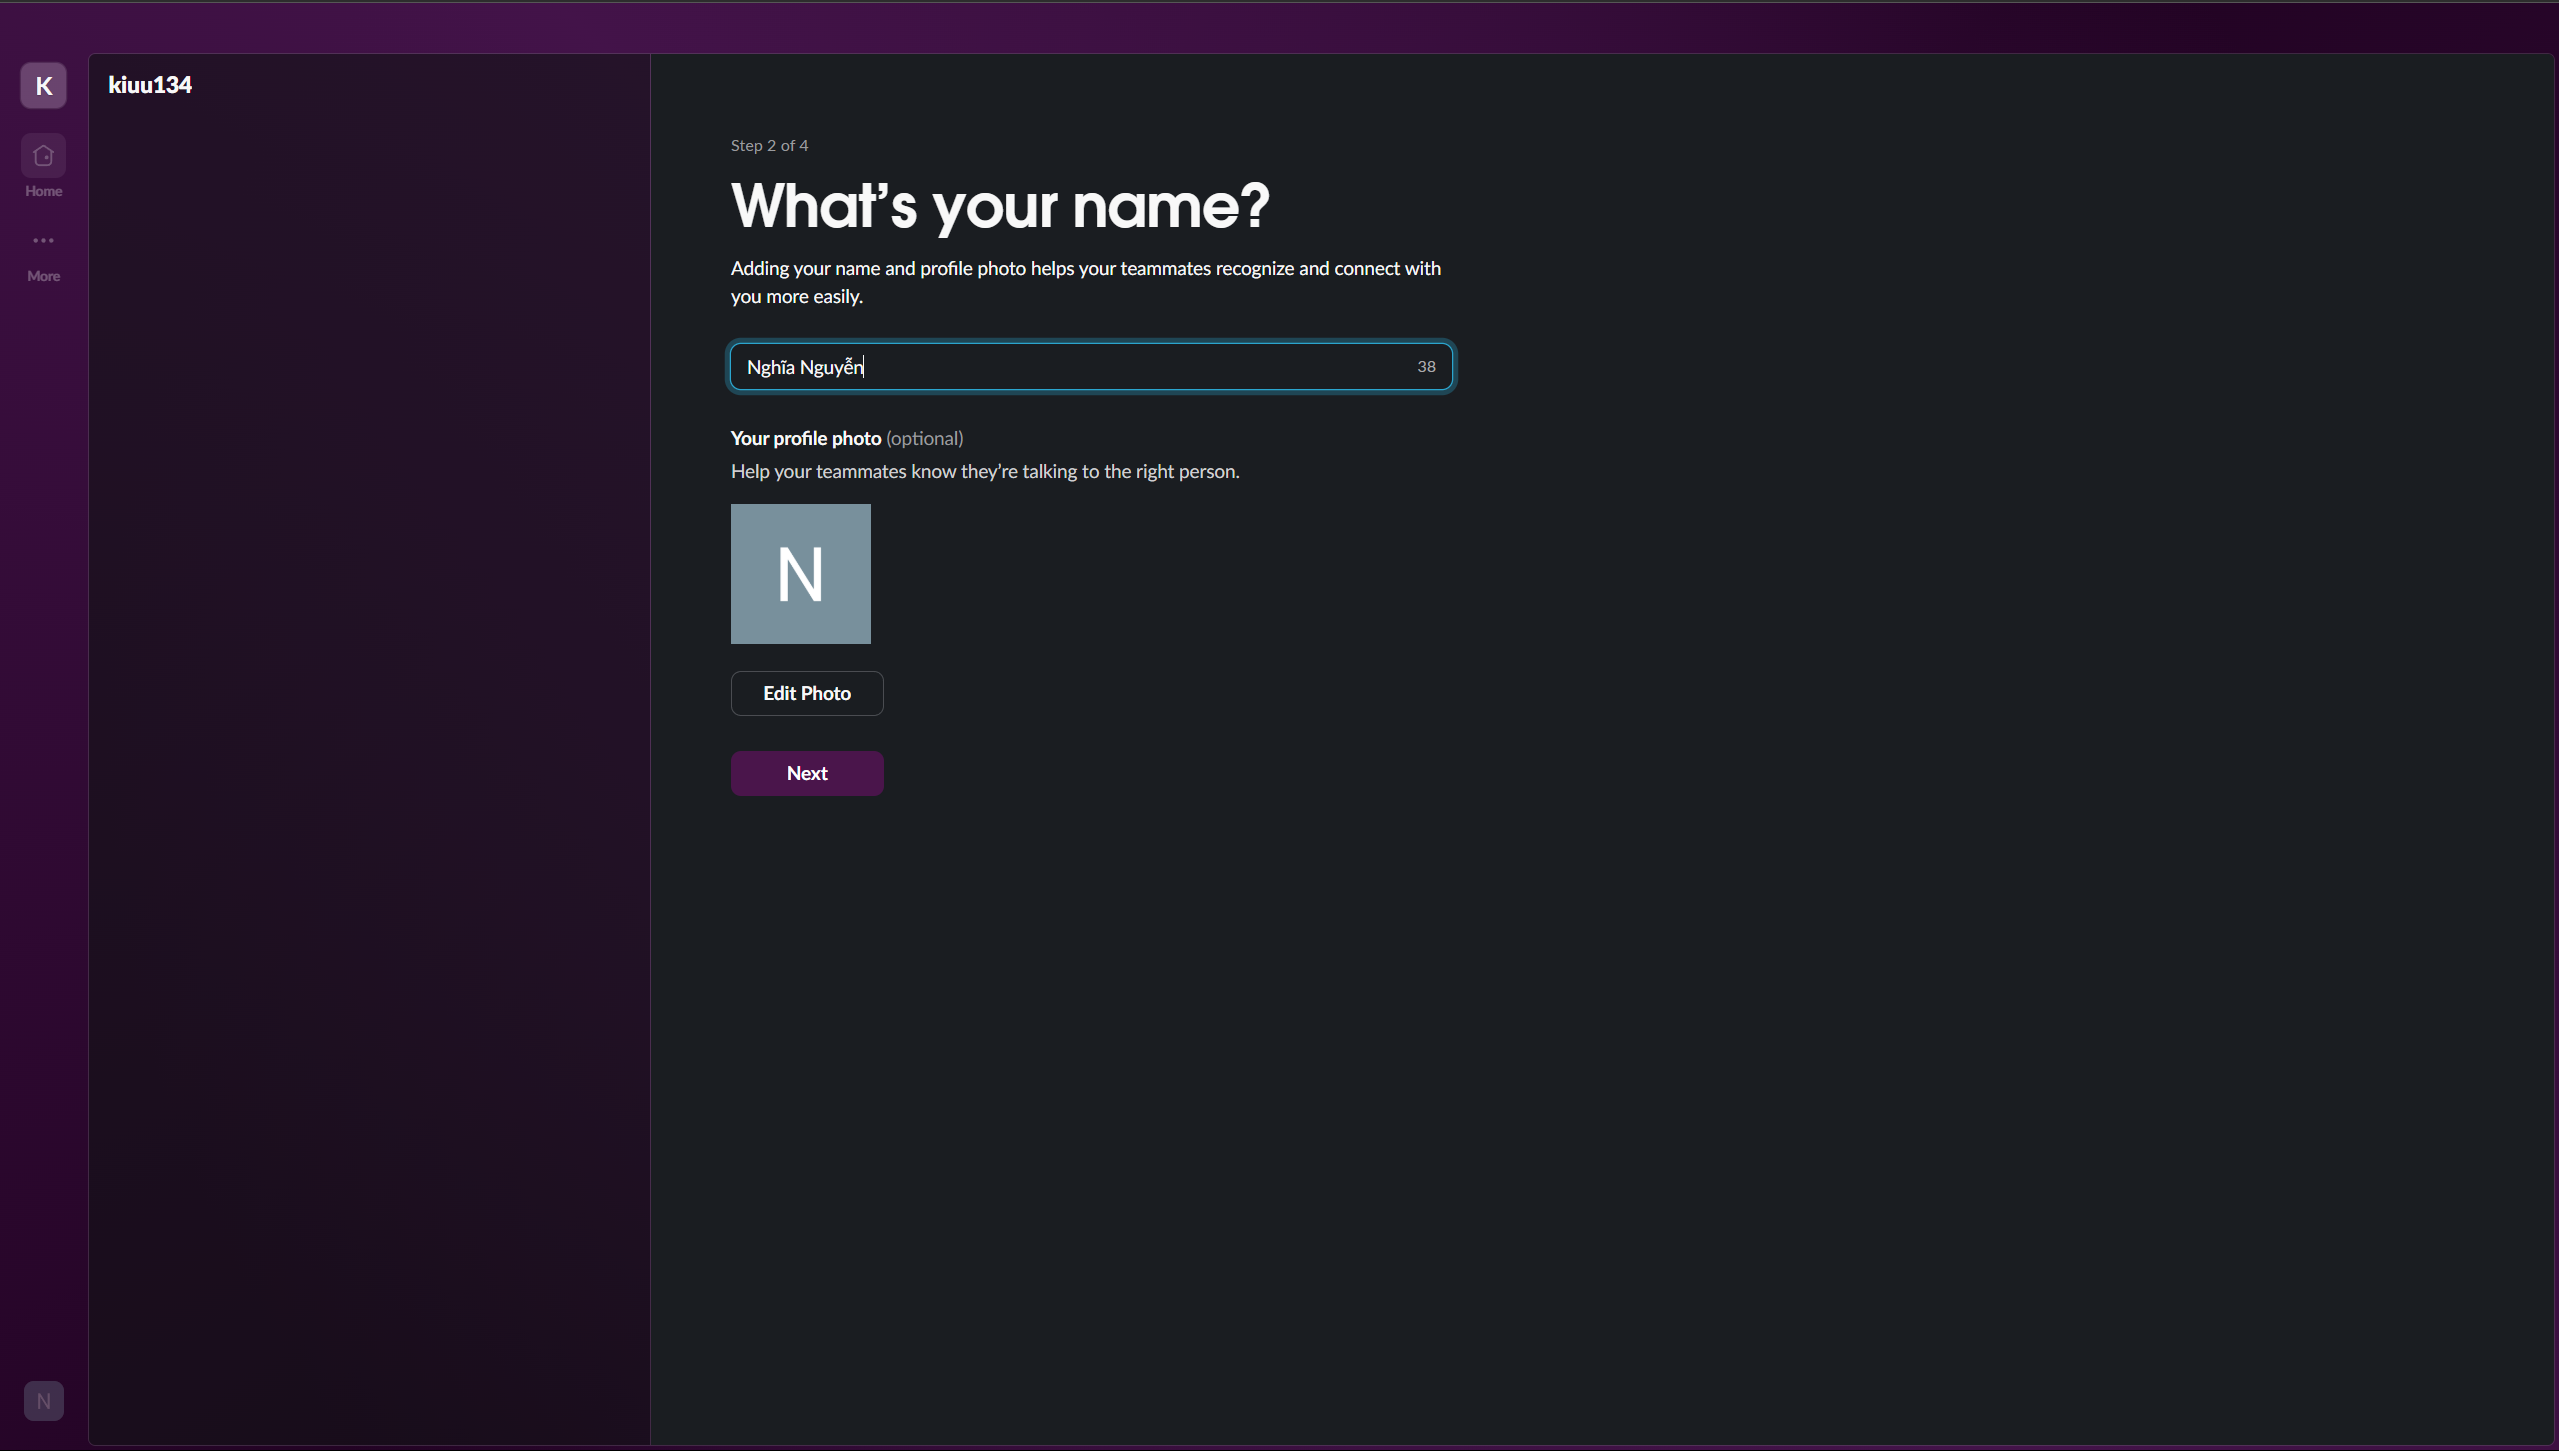 K
kiuu134
Home
More
Step 2 of 4
What’s your name?
Adding your name and profile photo helps your teammates recognize and connect with
you more easily.
Nghĩa Nguyễn 38
Your profile photo (optional)
Help your teammates know they’re talking to the right person.
N
Edit Photo
Next
N